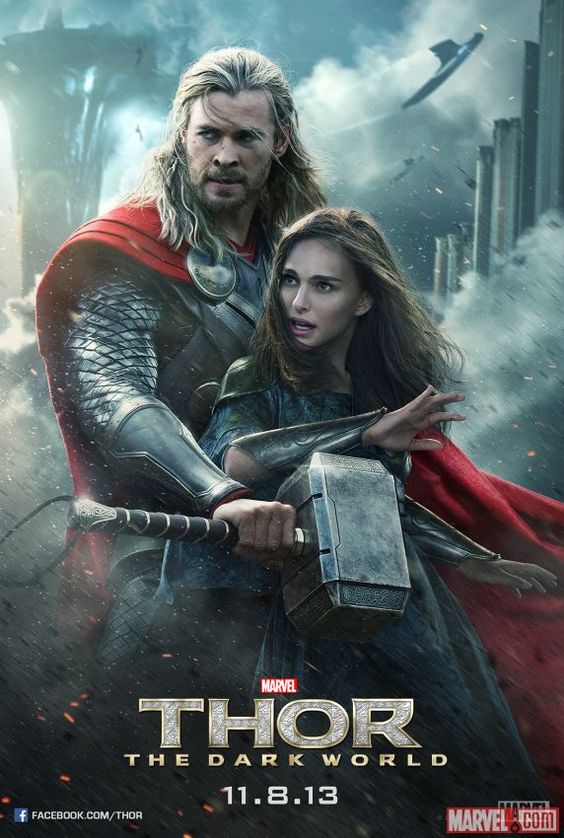 MARVEL
THOR
THE DARK WORLD
11.8.13
f FACEBOOK.COM/THOR
MARVEL.com